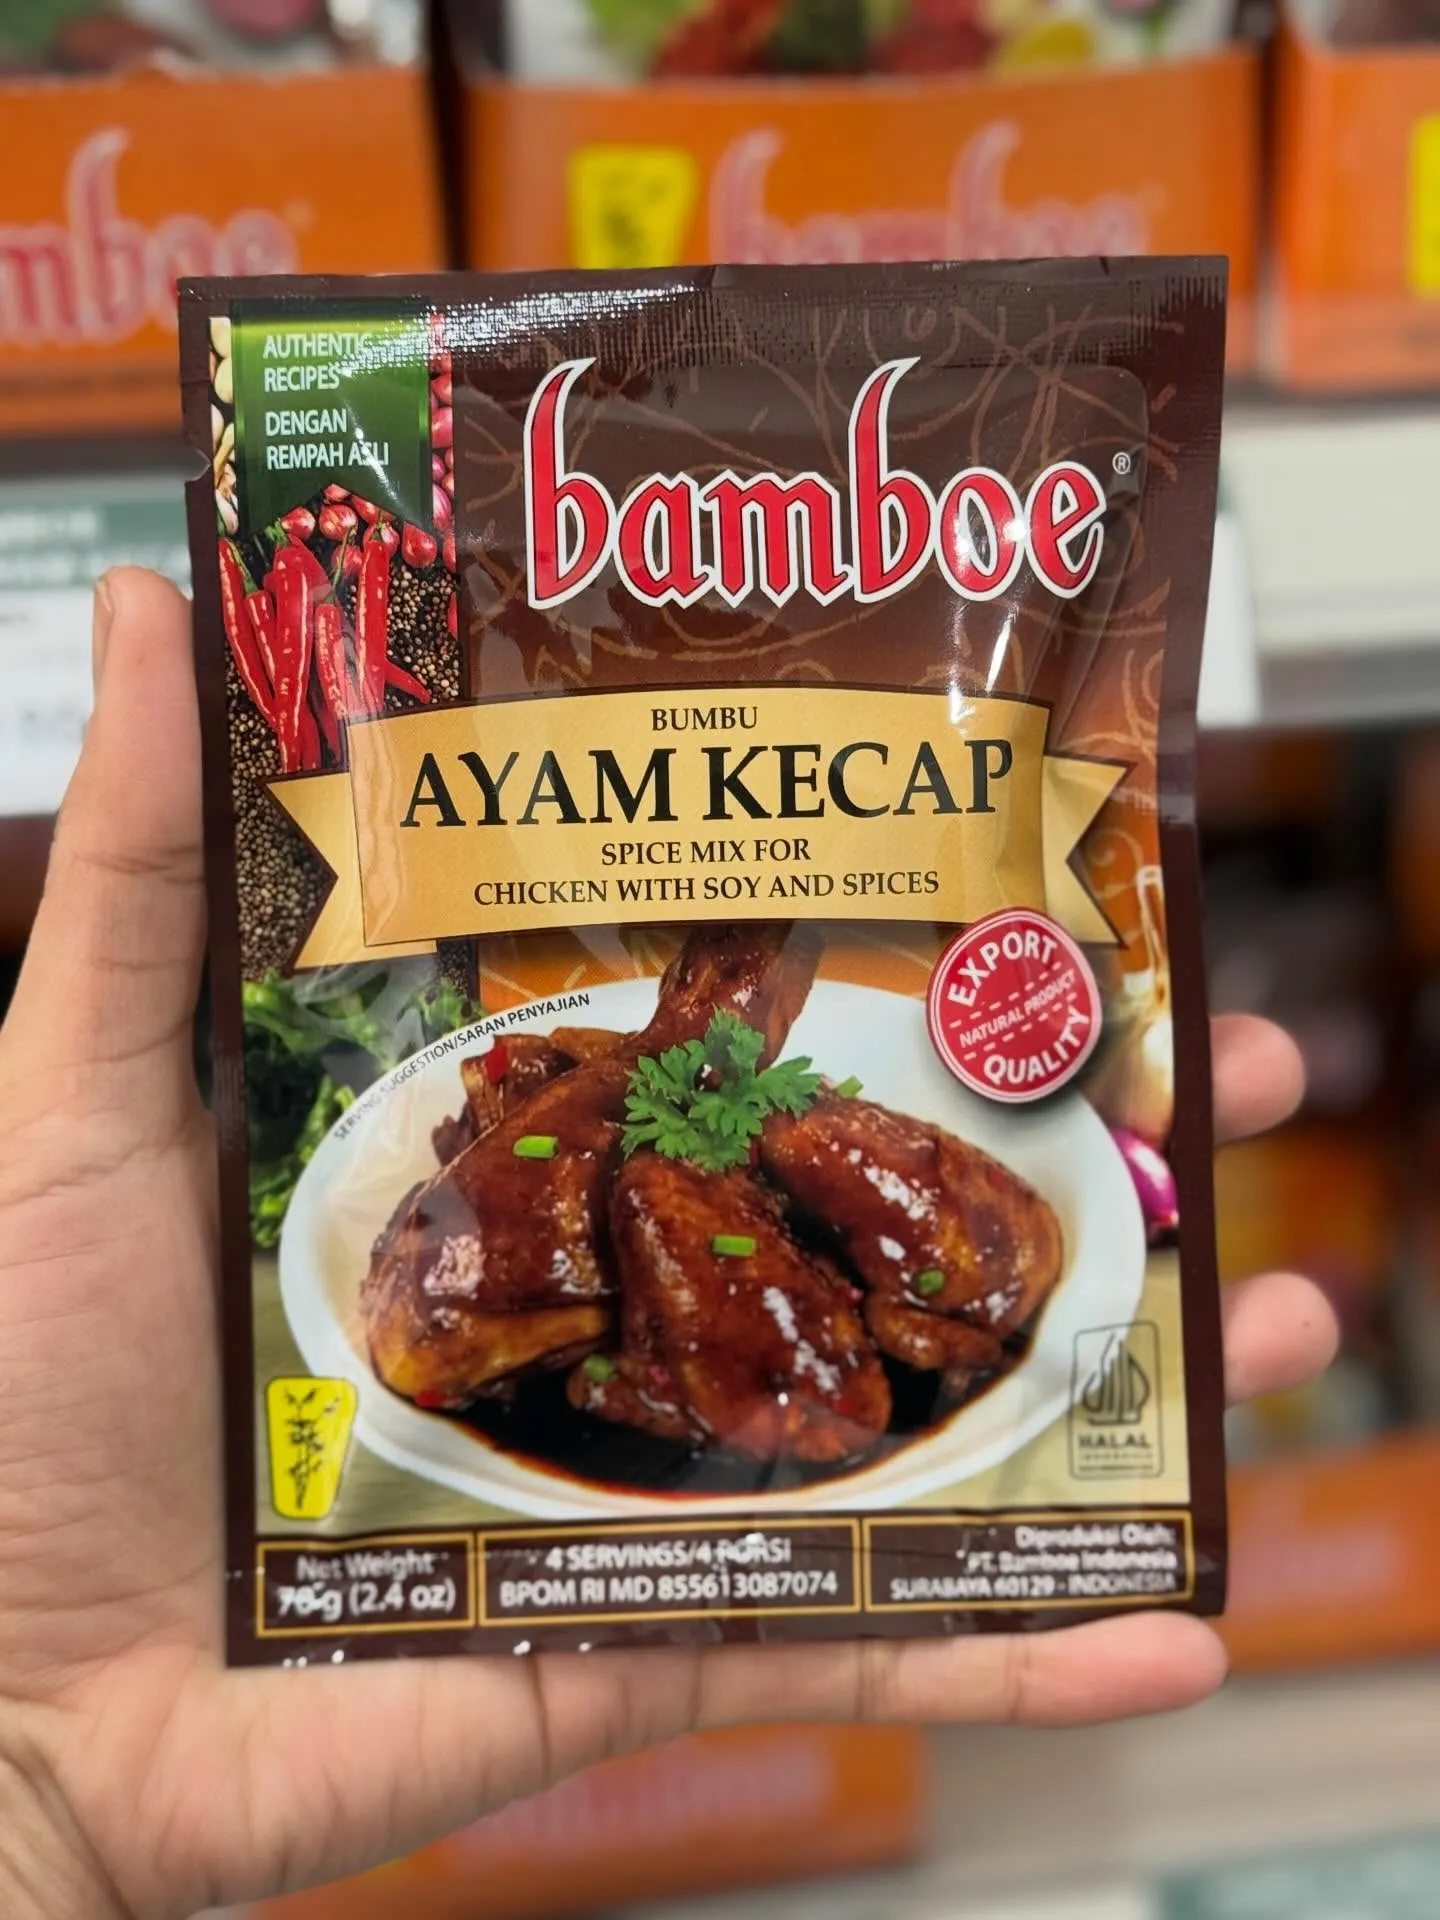 AUTHENTIC
RECIPES
DENGAN
REMPAH ASLI
bamboe®
BUMBU
AYAM KECAP
SPICE MIX FOR
CHICKEN WITH SOY AND SPICES
EXPORT
NATURAL PRODUCT
QUALITY
SERVING SUGGESTION/SARAN PENYAJIAN
HALAL
INDONESIA
Net Weight
g (2.4 oz)
4 SERVINGS/4 PORSI
BPOM RI MD 855613087074
Diproduksi Oleh:
PT. Bamboe Indonesia
SURABAYA 60129 - INDONESIA